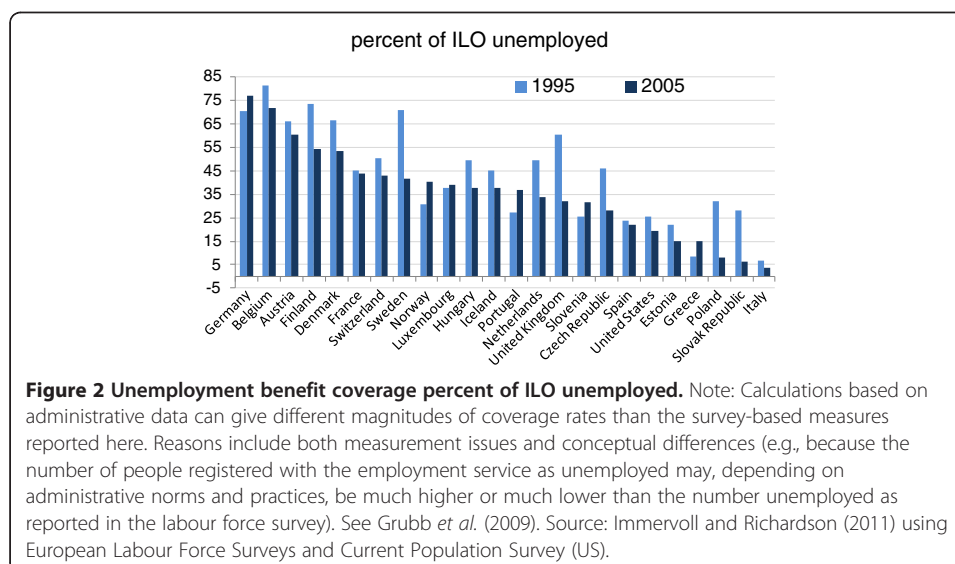 percent of ILO unemployed
85
75
65
55
45
35
25
15
5
-5
1995
2005
Germany
Belgium
Austria
Finland
Denmark
France
Switzerland
Sweden
Norway
Luxembourg
Hungary
Iceland
Portugal
Netherlands
United Kingdom
Slovenia
Czech Republic
Spain
United States
Estonia
Greece
Poland
Slovak Republic
Italy
Figure 2 Unemployment benefit coverage percent of ILO unemployed. Note: Calculations based on
administrative data can give different magnitudes of coverage rates than the survey-based measures
reported here. Reasons include both measurement issues and conceptual differences (e.g., because the
number of people registered with the employment service as unemployed may, depending on
administrative norms and practices, be much higher or much lower than the number unemployed as
reported in the labour force survey). See Grubb et al. (2009). Source: Immervoll and Richardson (2011) using
European Labour Force Surveys and Current Population Survey (US).